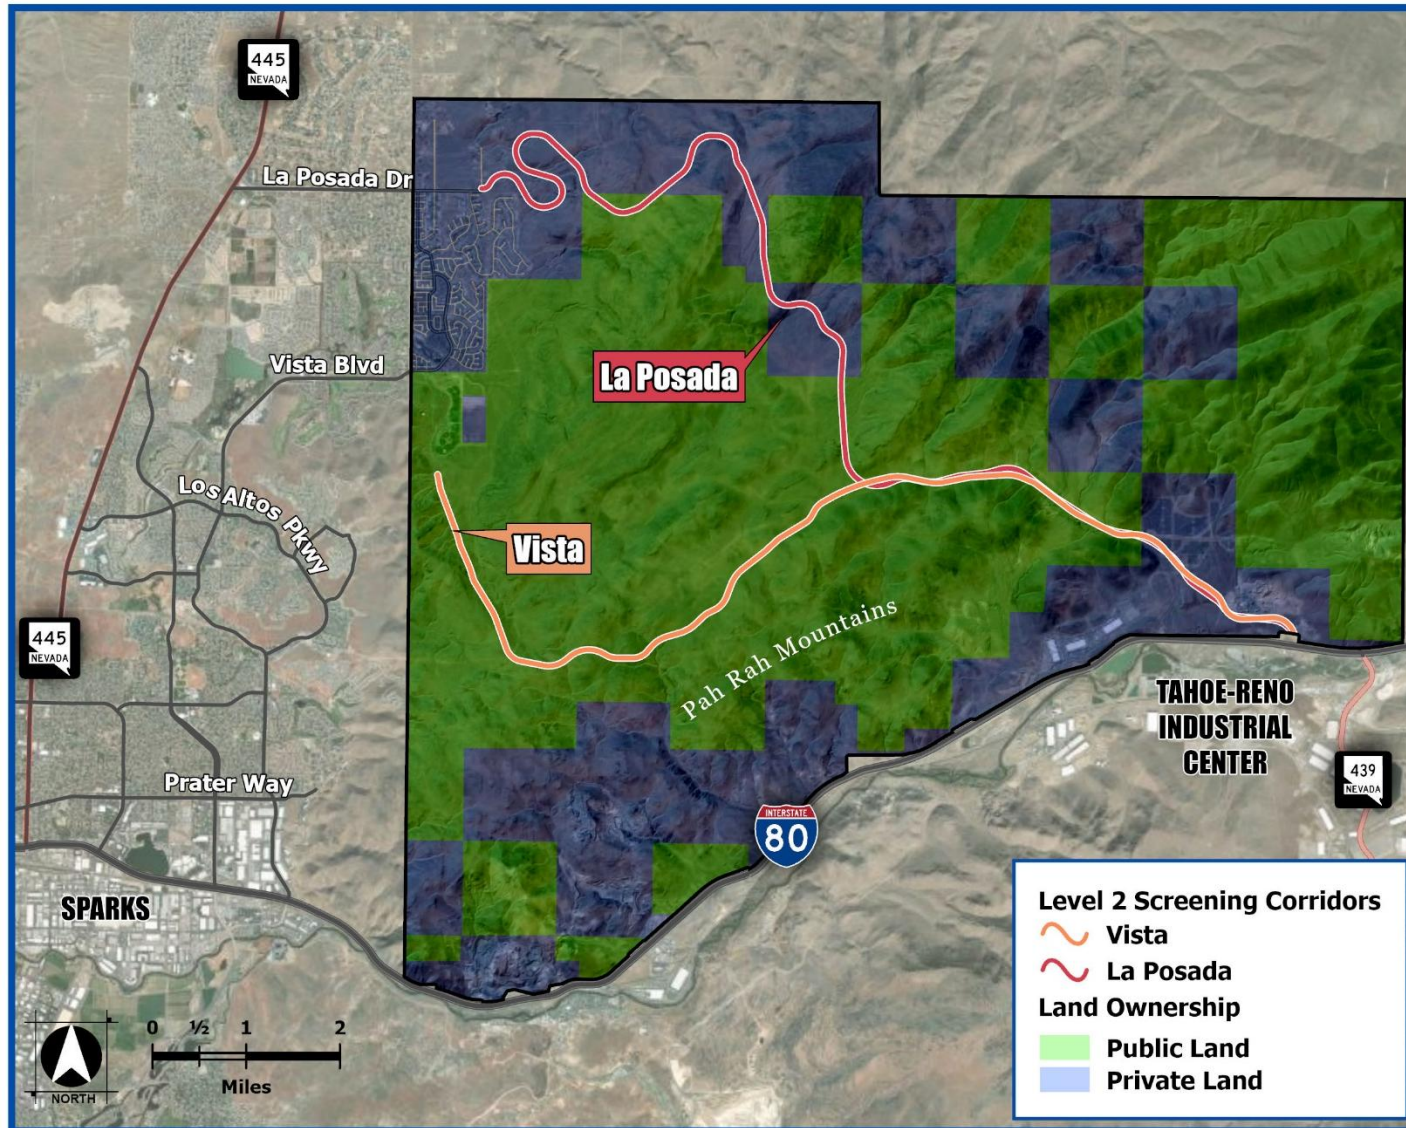 445
NEVADA
La Posada Dr
Vista Blvd
La Posada
Los Altos Pkwy
Vista
Pah Rah Mountains
445
NEVADA
TAHOE-RENO
INDUSTRIAL
CENTER
439
NEVADA
Prater Way
INTERSTATE
80
SPARKS
Level 2 Screening Corridors
Vista
La Posada
Land Ownership
Public Land
Private Land
0 ½ 1 2
Miles
NORTH